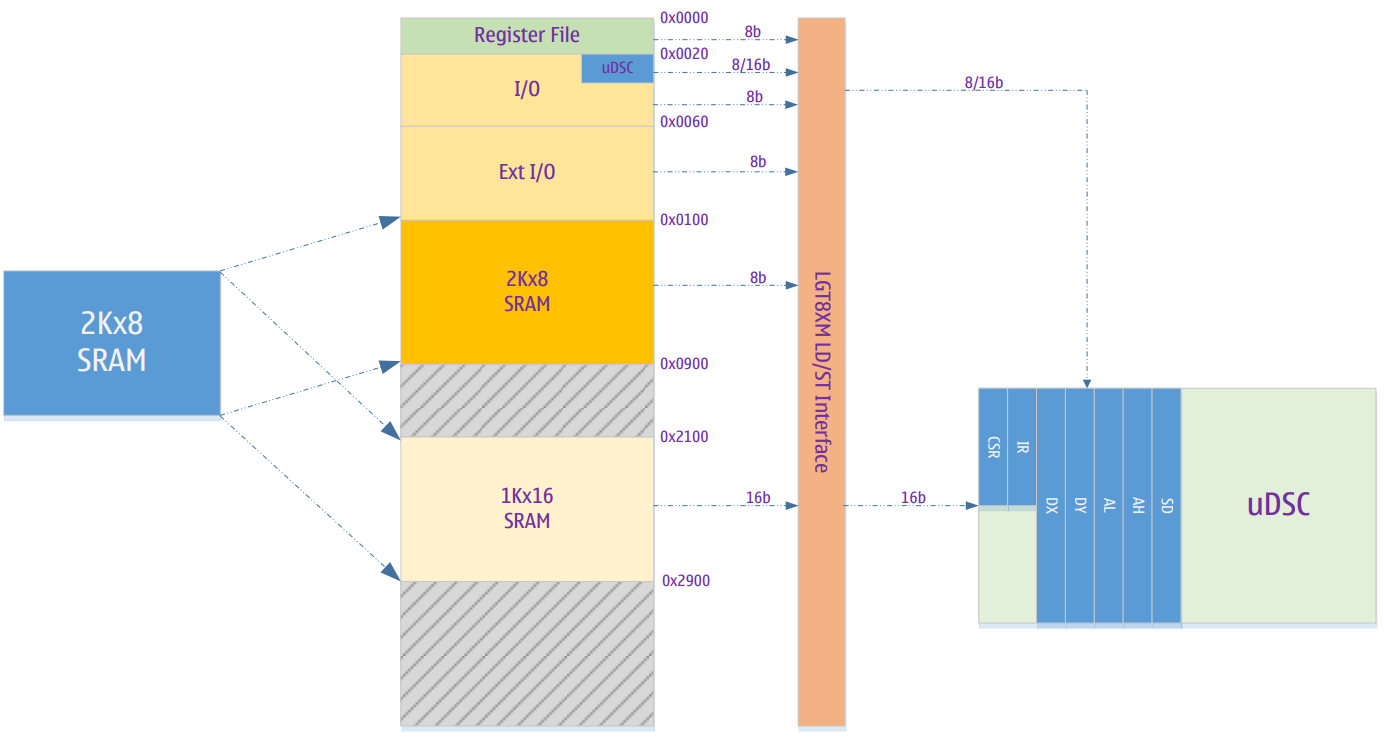 Register File
0x0000
8b
0x0020
uDSC
8/16b
I/O
8b
8/16b
0x0060
Ext I/O
8b
0x0100
2Kx8
SRAM
8b
2Kx8
SRAM
LGT8XM LD/ST Interface
0x0900
0x2100
1Kx16
SRAM
16b
16b
0x2900
CSR
IR
DX
DY
AL
AH
SD
uDSC